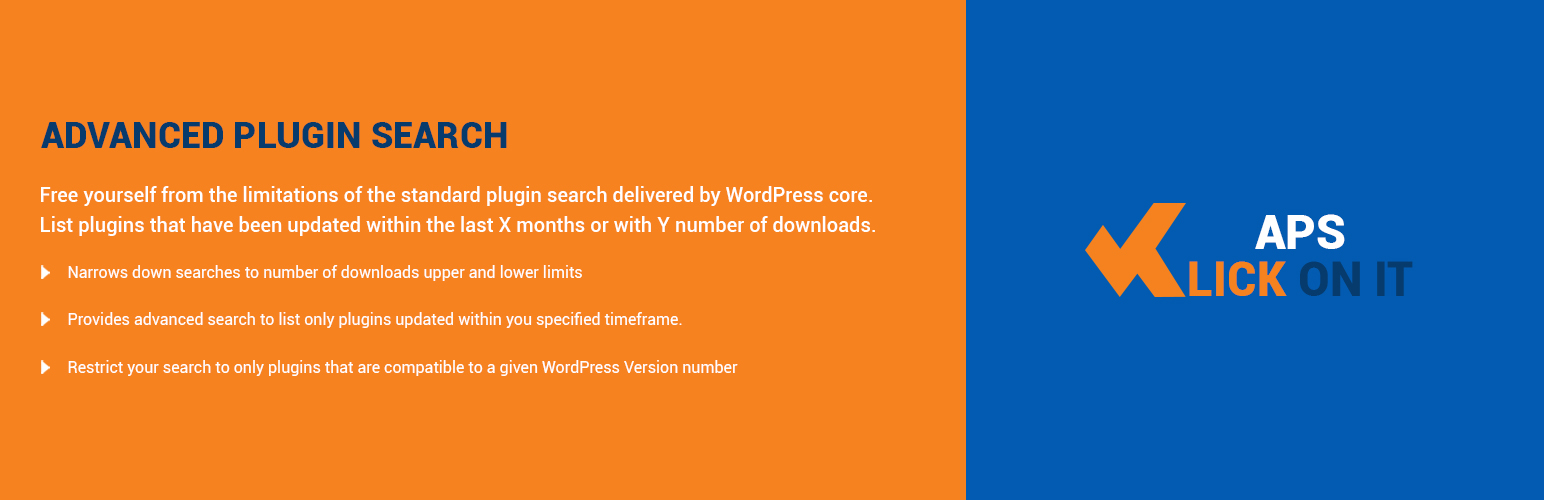 ADVANCED PLUGIN SEARCH
Free yourself from the limitations of the standard plugin search delivered by WordPress core.
List plugins that have been updated within the last X months or with Y number of downloads.
Narrows down searches to number of downloads upper and lower limits
Provides advanced search to list only plugins updated within you specified timeframe.
Restrict your search to only plugins that are compatible to a given WordPress Version number
APS
KLICK ON IT